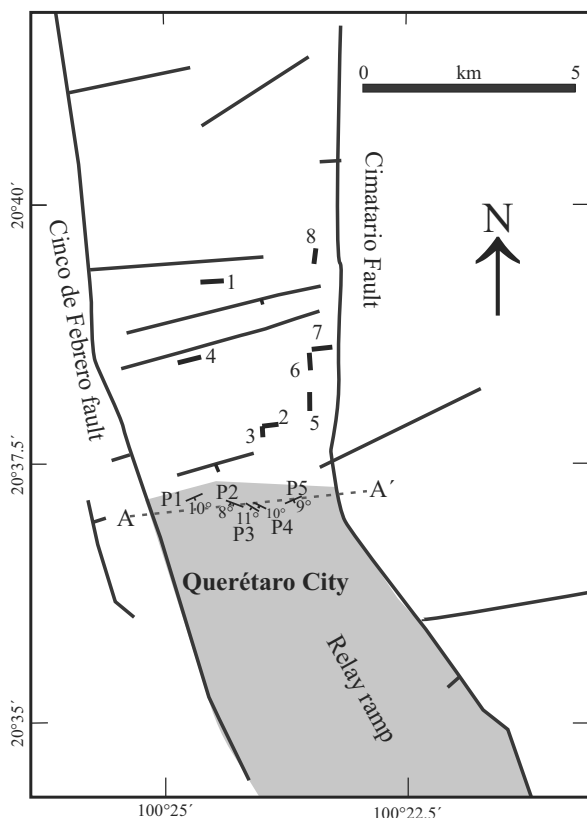 0 km 5
20°40´
N
Cimatario Fault
Cinco de Febrero fault
8
1
7
4
6
5
2
3
20°37.5´
A´
P5
P2
P1
10°
8°
11°
10°
9°
P4
P3
A
Querétaro City
Relay ramp
20°35´
100°25´
100°22.5´